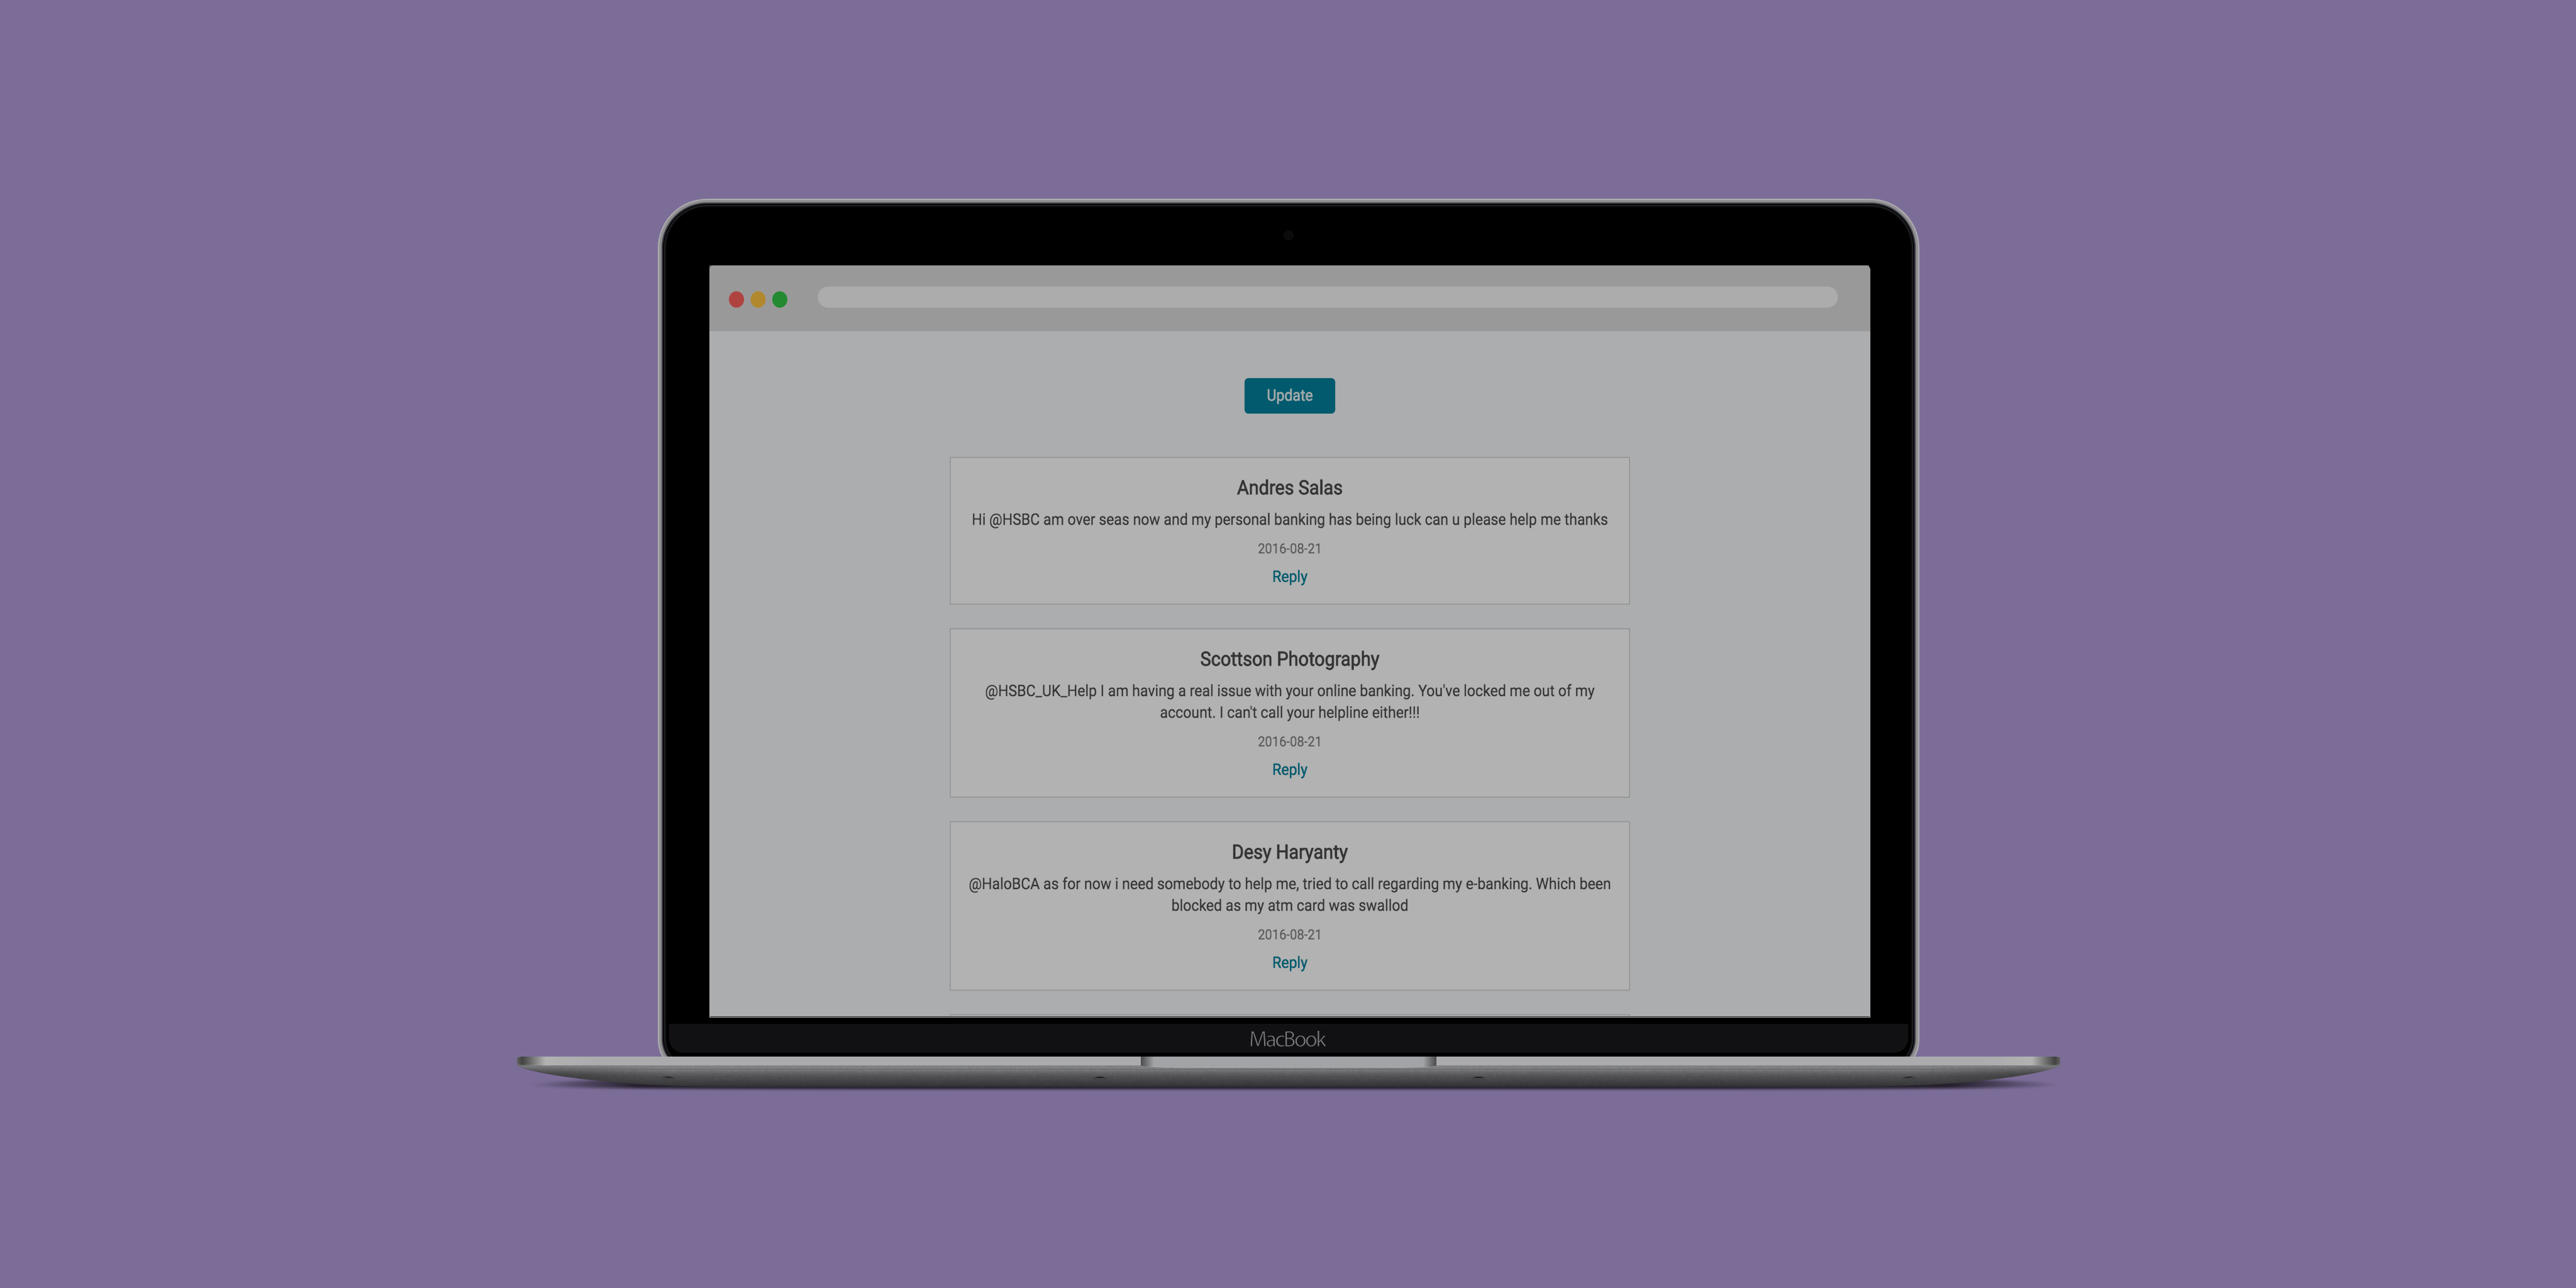 Update
Andres Salas
Hi @HSBC am over seas now and my personal banking has being luck can u please help me thanks
2016-08-21
Reply
Scottson Photography
@HSBC_UK_Help I am having a real issue with your online banking. You've locked me out of my
account. I can't call your helpline either!!!
2016-08-21
Reply
Desy Haryanty
@HaloBCA as for now i need somebody to help me, tried to call regarding my e-banking. Which been
blocked as my atm card was swallod
2016-08-21
Reply
MacBook